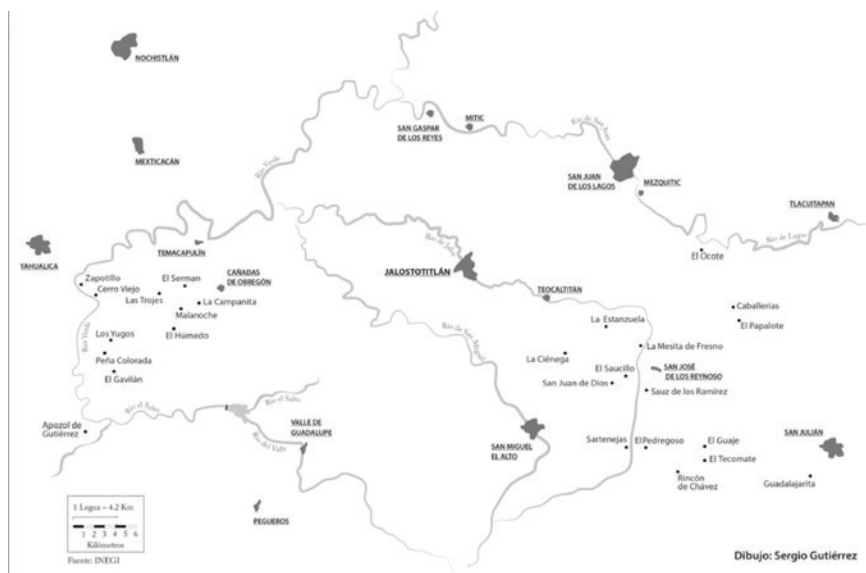 NOCHISTLÁN
MEXTICACÁN
YAHUALICA
Río Verde
SAN GASPAR
DE LOS REYES
MITIC
Río de San Juan
SAN JUAN
DE LOS LAGOS
MEZQUITIC
TLACUITAPAN
Río de Lagos
El Ocote
TEMACAPULÍN
CAÑADAS
DE OBREGÓN
Zapotillo
Cerro Viejo
El Serman
Las Trojes
La Campanita
Malanoche
El Húmedo
Los Yugos
Peña Colorada
El Gavilán
Río Verde
Apozol de
Gutiérrez
Río el Salto
Río el Salto
Río del Valle
VALLE DE
GUADALUPE
PEGUEROS
JALOSTOTITLÁN
TEOCALTITÁN
Río de San Miguel
SAN MIGUEL
EL ALTO
La Estanzuela
La Ciénega
La Mesita de Fresno
El Saucillo
San Juan de Dios
SAN JOSÉ
DE LOS REYNOSO
Sauz de los Ramírez
Caballerias
El Papalote
Sartenejas
El Pedregoso
El Guaje
El Tecomate
Rincón
de Chávez
SAN JULIÁN
Guadalajarita
1 Legua ~ 4.2 Km
1 2 3 4 5 6
Kilómetros
Fuente: INEGI
Dibujo: Sergio Gutiérrez